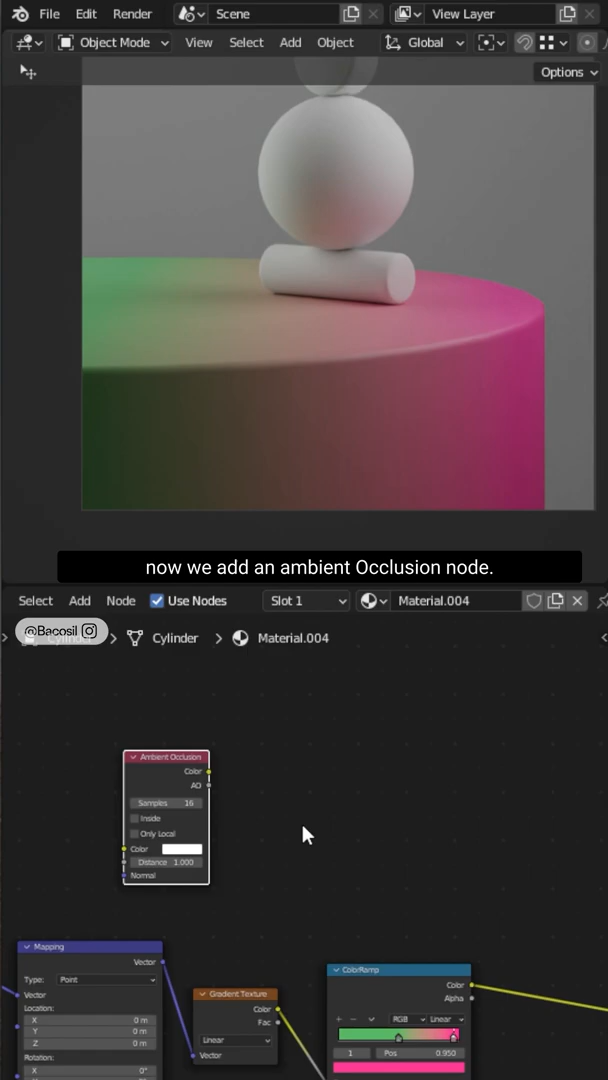 File Edit Render Scene View Layer
Object Mode View Select Add Object Global
Options
now we add an ambient Occlusion node.
Select Add Node Use Nodes Slot 1 Material.004
@Bacosil Cylinder Material.004
Ambient Occlusion
Color
AO
Samples 16
Inside
Only Local
Color
Distance 1.000
Normal
Mapping
Vector
Type: Point
Vector
Location:
X 0 m
Y 0 m
Z 0 m
Rotation:
X 0°
Gradient Texture
Color
Fac
Linear
Vector
ColorRamp
Color
Alpha
RGB Linear
1 Pos 0.950